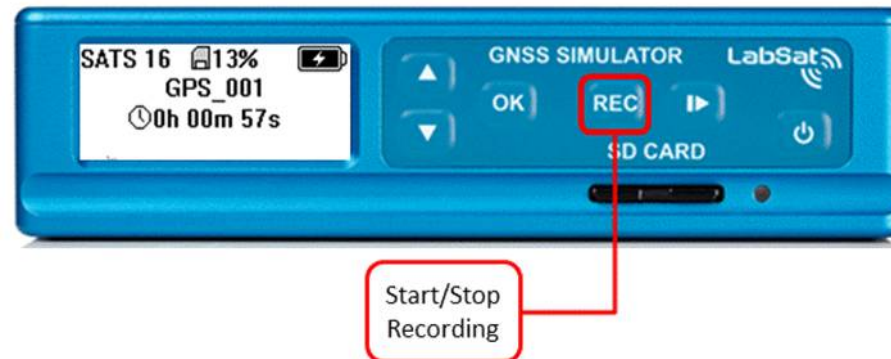 SATS 16 13%
GPS_001
0h 00m 57s
GNSS SIMULATOR
LabSat
OK
REC
SD CARD
Start/Stop
Recording